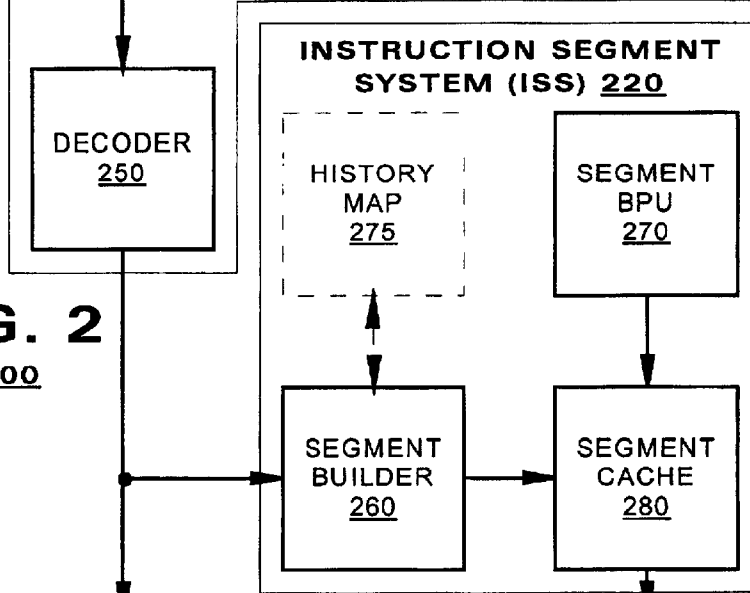 INSTRUCTION SEGMENT
SYSTEM (ISS) 220
DECODER
250
HISTORY
MAP
275
SEGMENT
BPU
270
G. 2
00
SEGMENT
BUILDER
260
SEGMENT
CACHE
280